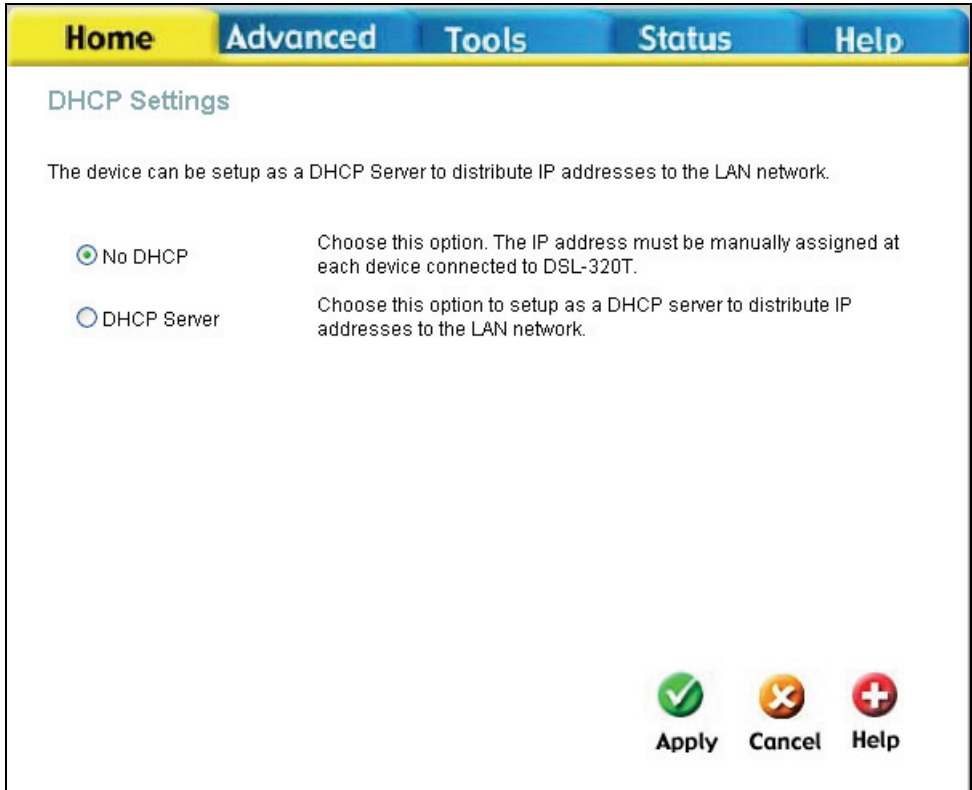 Home Advanced Tools Status Help
DHCP Settings
The device can be setup as a DHCP Server to distribute IP addresses to the LAN network.
No DHCP
Choose this option. The IP address must be manually assigned at
each device connected to DSL-320T.
DHCP Server
Choose this option to setup as a DHCP server to distribute IP
addresses to the LAN network.
Apply Cancel Help